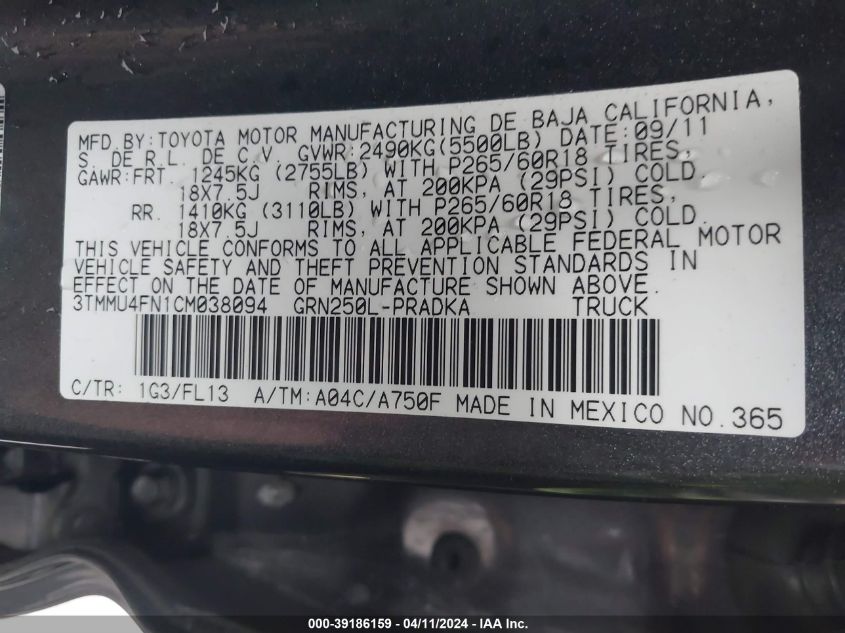 MFD.BY:TOYOTA MOTOR MANUFACTURING DE BAJA CALIFORNIA,
S. DE R.L. DE C.V. GVWR:2490KG(5500LB) DATE:09/11
GAWR:FRT. 1245KG (2755LB) WITH P265/60R18 TIRES,
18X7.5J RIMS, AT 200KPA (29PSI) COLD.
RR. 1410KG (3110LB) WITH P265/60R18 TIRES,
18X7.5J RIMS, AT 200KPA (29PSI) COLD.
THIS VEHICLE CONFORMS TO ALL APPLICABLE FEDERAL MOTOR
VEHICLE SAFETY AND THEFT PREVENTION STANDARDS IN
EFFECT ON THE DATE OF MANUFACTURE SHOWN ABOVE.
3TMMU4FN1CM038094 GRN250L-PRADKA TRUCK
C/TR: 1G3/FL13 A/TM:A04C/A750F MADE IN MEXICO NO.365
000-39186159 - 04/11/2024 - IAA Inc.